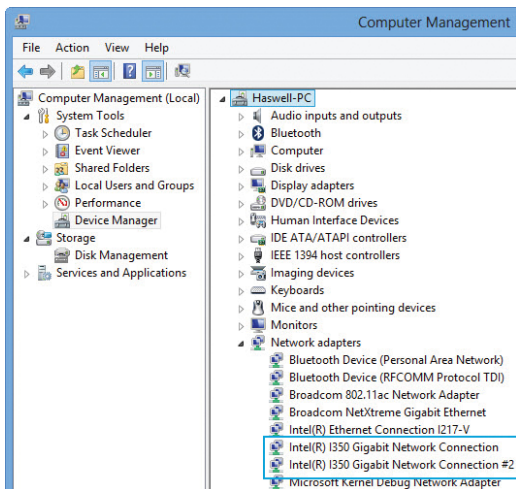 Computer Management
File Action View Help
Computer Management (Local)
System Tools
Task Scheduler
Event Viewer
Shared Folders
Local Users and Groups
Performance
Device Manager
Storage
Disk Management
Services and Applications
Haswell-PC
Audio inputs and outputs
Bluetooth
Computer
Disk drives
Display adapters
DVD/CD-ROM drives
Human Interface Devices
IDE ATA/ATAPI controllers
IEEE 1394 host controllers
Imaging devices
Keyboards
Mice and other pointing devices
Monitors
Network adapters
Bluetooth Device (Personal Area Network)
Bluetooth Device (RFCOMM Protocol TDI)
Broadcom 802.11ac Network Adapter
Broadcom NetXtreme Gigabit Ethernet
Intel(R) Ethernet Connection I217-V
Intel(R) I350 Gigabit Network Connection
Intel(R) I350 Gigabit Network Connection #2
Microsoft Kernel Debug Network Adapter